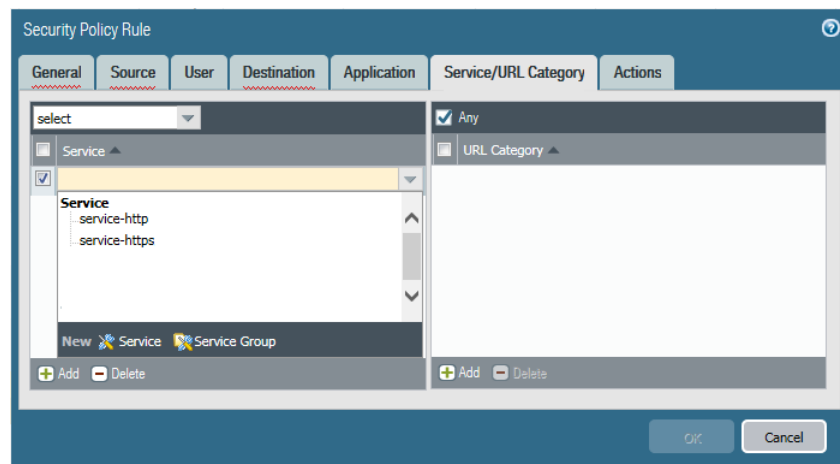 Security Policy Rule
General Source User Destination Application Service/URL Category Actions
select
Any
Service
URL Category
Service
service-http
service-https
New Service Service Group
Add Delete
Add Delete
OK Cancel